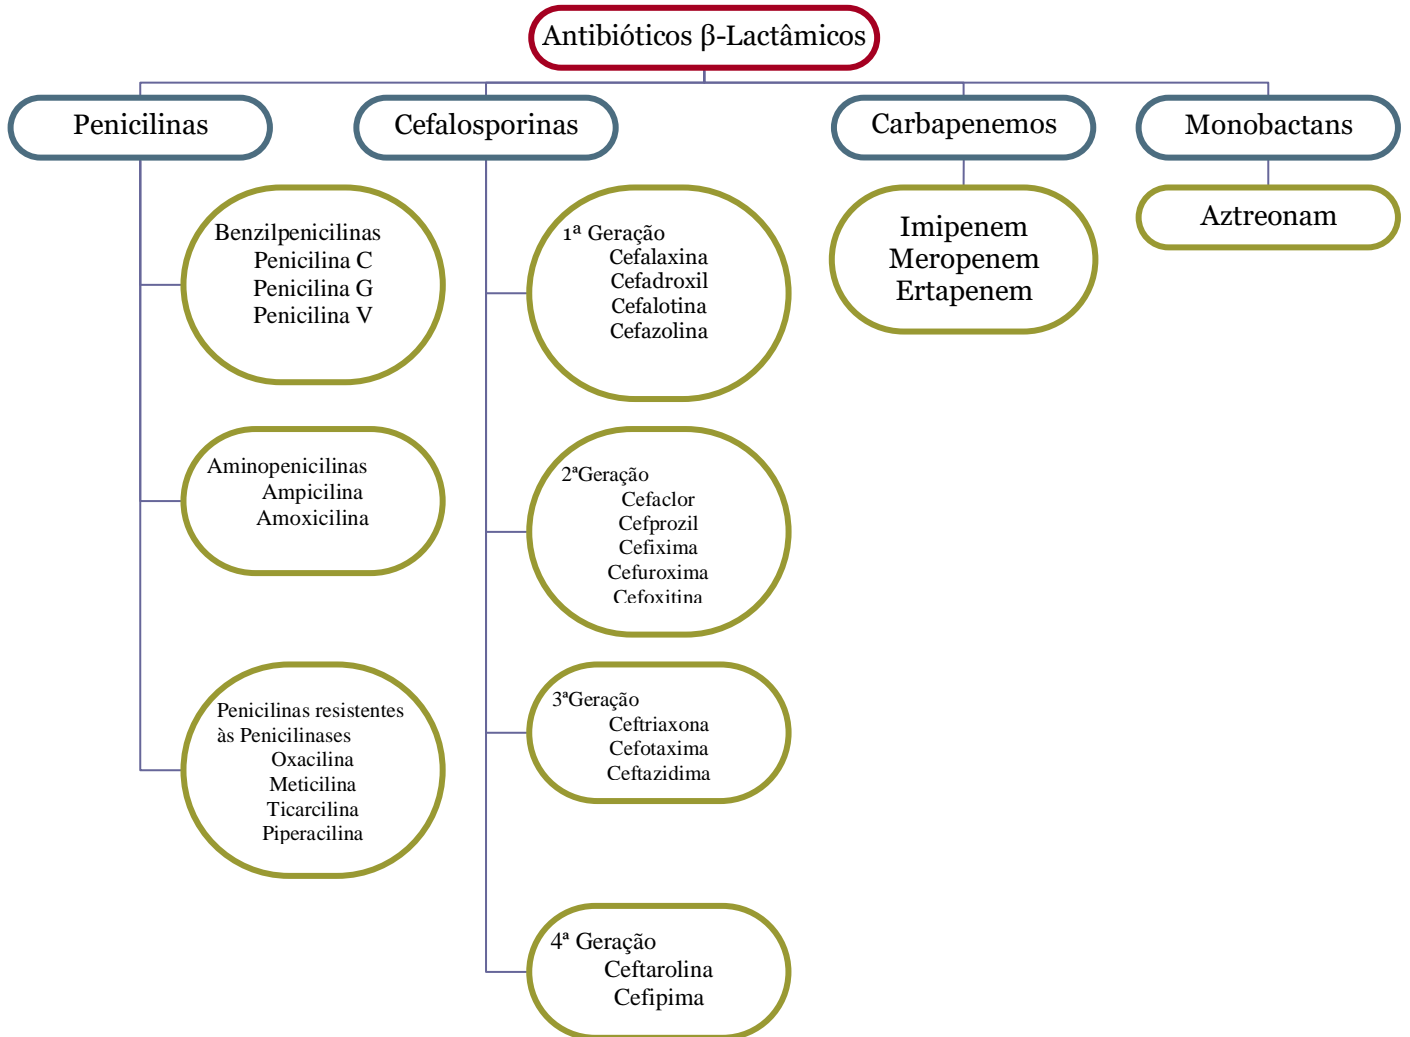 Antibióticos β-Lactâmicos
Penicilinas
Cefalosporinas
Carbapenemos
Monobactans
Benzilpenicilinas
Penicilina C
Penicilina G
Penicilina V
Aminopenicilinas
Ampicilina
Amoxicilina
Penicilinas resistentes
às Penicilinases
Oxacilina
Meticilina
Ticarcilina
Piperacilina
1ª Geração
Cefalaxina
Cefadroxil
Cefalotina
Cefazolina
2ªGeração
Cefaclor
Cefprozil
Cefixima
Cefuroxima
Cefoxitina
3ªGeração
Ceftriaxona
Cefotaxima
Ceftazidima
4ª Geração
Ceftarolina
Cefipima
Imipenem
Meropenem
Ertapenem
Aztreonam